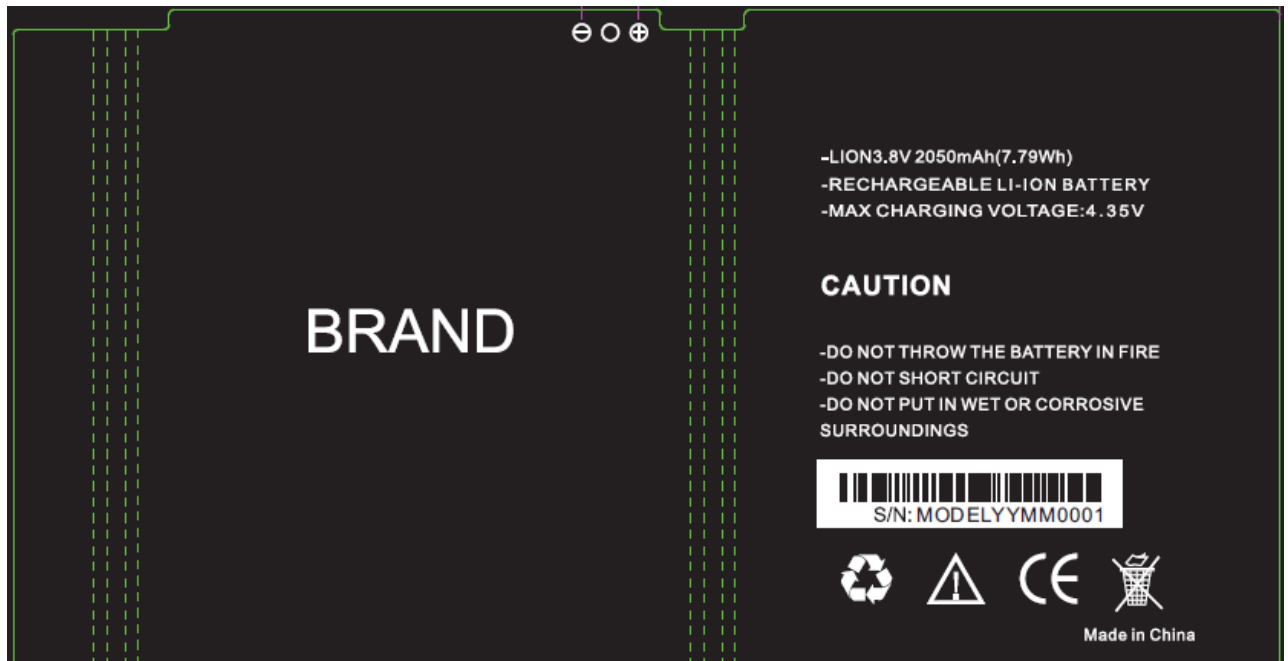 BRAND
-LION3.8V 2050mAh(7.79Wh)
-RECHARGEABLE LI-ION BATTERY
-MAX CHARGING VOLTAGE:4.35V
CAUTION
-DO NOT THROW THE BATTERY IN FIRE
-DO NOT SHORT CIRCUIT
-DO NOT PUT IN WET OR CORROSIVE
SURROUNDINGS
S/N: MODELYYMM0001
CE
Made in China